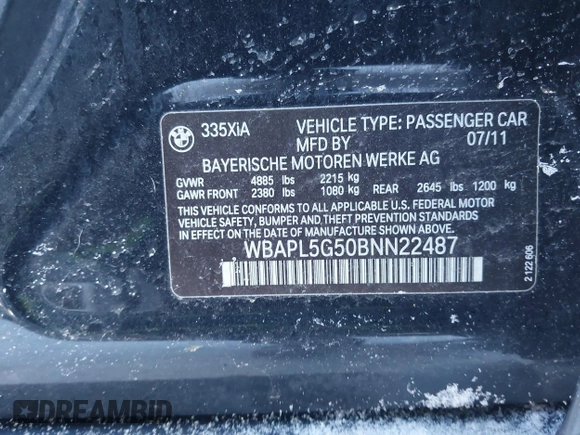 335XiA VEHICLE TYPE: PASSENGER CAR
MFD BY 07/11
BAYERISCHE MOTOREN WERKE AG
GVWR 4885 lbs 2215 kg
GAWR FRONT 2380 lbs 1080 kg REAR 2645 lbs 1200 kg
THIS VEHICLE CONFORMS TO ALL APPLICABLE U.S. FEDERAL MOTOR
VEHICLE SAFETY, BUMPER, AND THEFT PREVENTION STANDARDS
IN EFFECT ON THE DATE OF MANUFACTURE SHOWN ABOVE.
WBAPL5G50BNN22487
2 122 606
DREAMBID